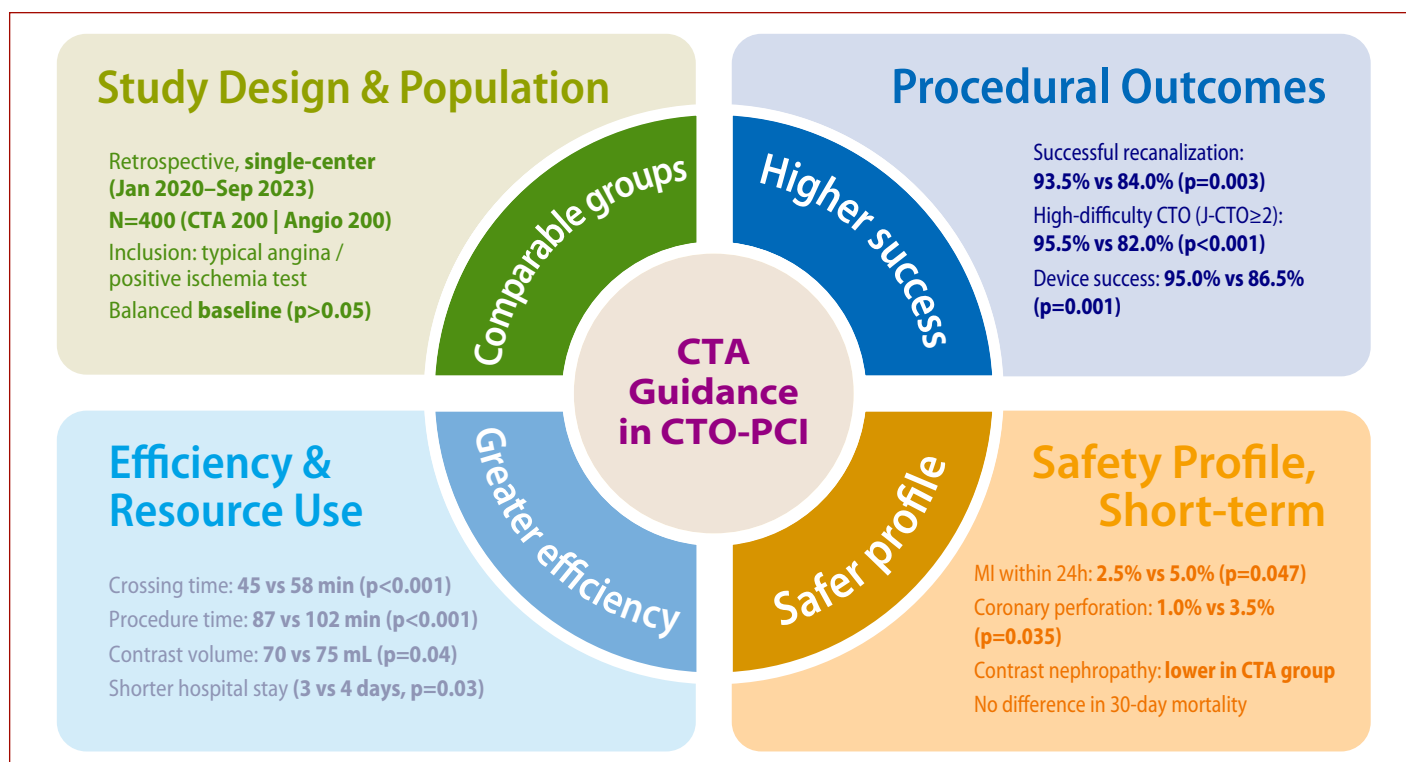 Study Design & Population
Retrospective, single-center
(Jan 2020–Sep 2023)
N=400 (CTA 200 | Angio 200)
Inclusion: typical angina /
positive ischemia test
Balanced baseline (p>0.05)
Comparable groups
Procedural Outcomes
Successful recanalization:
93.5% vs 84.0% (p=0.003)
High-difficulty CTO (J-CTO≥2):
95.5% vs 82.0% (p<0.001)
Device success: 95.0% vs 86.5%
(p=0.001)
Higher success
CTA
Guidance
in CTO-PCI
Efficiency &
Resource Use
Crossing time: 45 vs 58 min (p<0.001)
Procedure time: 87 vs 102 min (p<0.001)
Contrast volume: 70 vs 75 mL (p=0.04)
Shorter hospital stay (3 vs 4 days, p=0.03)
Greater efficiency
Safety Profile,
Short-term
MI within 24h: 2.5% vs 5.0% (p=0.047)
Coronary perforation: 1.0% vs 3.5%
(p=0.035)
Contrast nephropathy: lower in CTA group
No difference in 30-day mortality
Safer profile